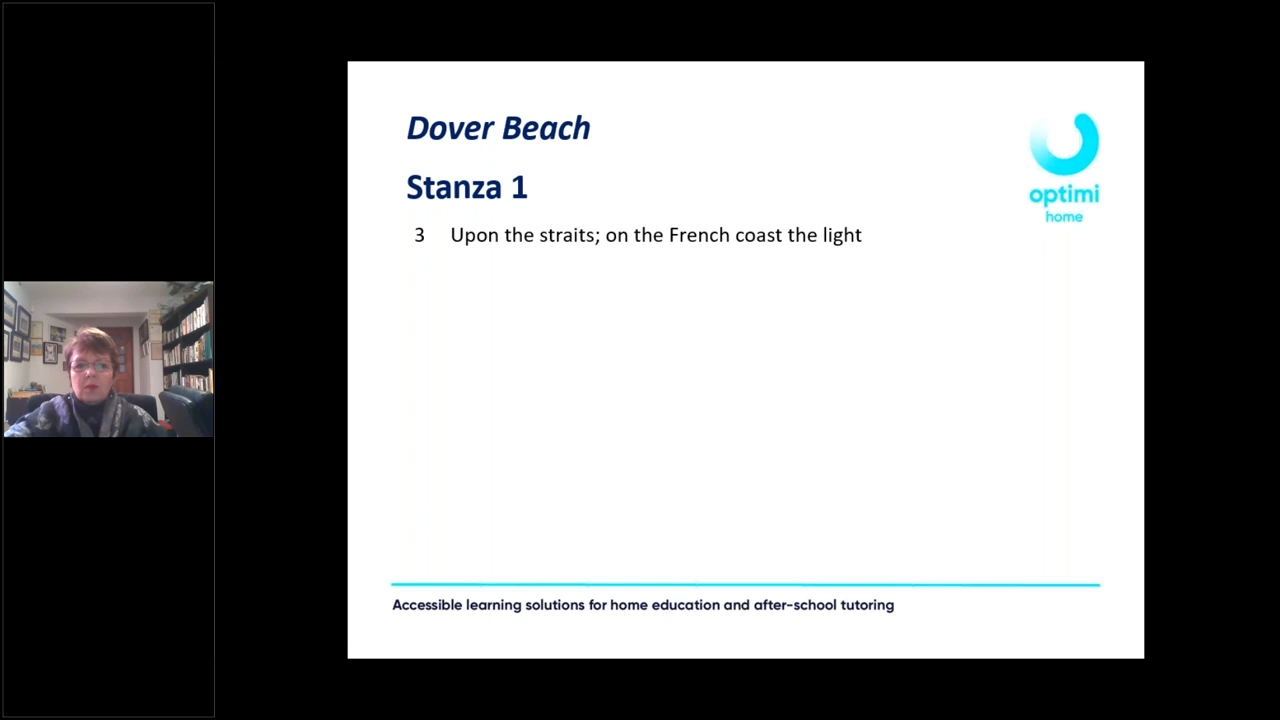 Dover Beach
Stanza 1
optimi
home
3 Upon the straits; on the French coast the light
Accessible learning solutions for home education and after-school tutoring